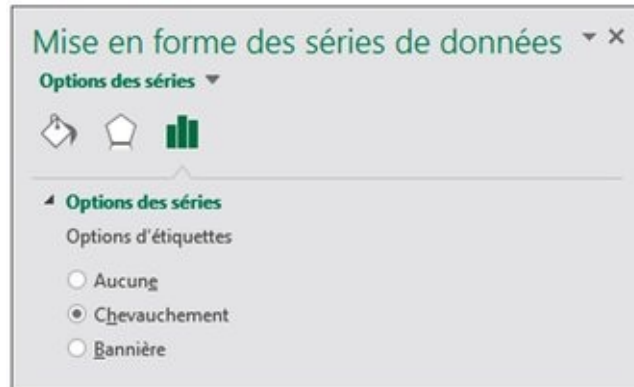 Mise en forme des séries de données
Options des séries
Options des séries
Options d'étiquettes
Aucune
Chevauchement
Bannière